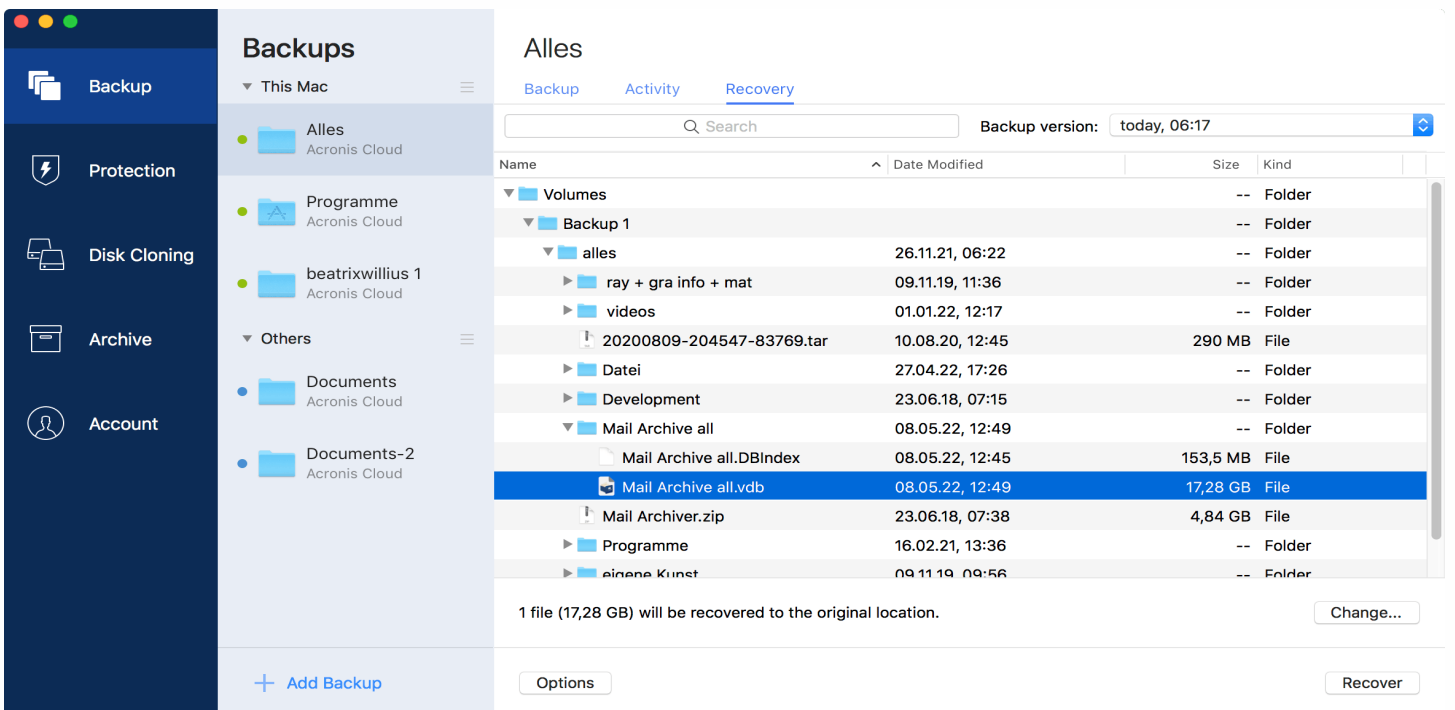 Backup
Protection
Disk Cloning
Archive
Account
Backups
This Mac
Alles
Acronis Cloud
Programme
Acronis Cloud
beatrixwillius 1
Acronis Cloud
Others
Documents
Acronis Cloud
Documents-2
Acronis Cloud
Add Backup
Alles
Backup Activity Recovery
Search Backup version: today, 06:17
Name Date Modified Size Kind
Volumes -- Folder
Backup 1 -- Folder
alles 26.11.21, 06:22 -- Folder
ray + gra info + mat 09.11.19, 11:36 -- Folder
videos 01.01.22, 12:17 -- Folder
20200809-204547-83769.tar 10.08.20, 12:45 290 MB File
Datei 27.04.22, 17:26 -- Folder
Development 23.06.18, 07:15 -- Folder
Mail Archive all 08.05.22, 12:49 -- Folder
Mail Archive all.DBIndex 08.05.22, 12:45 153,5 MB File
Mail Archive all.vdb 08.05.22, 12:49 17,28 GB File
Mail Archiver.zip 23.06.18, 07:38 4,84 GB File
Programme 16.02.21, 13:36 -- Folder
eigene Kunst 09.11.19, 09:56 -- Folder
1 file (17,28 GB) will be recovered to the original location. Change...
Options Recover